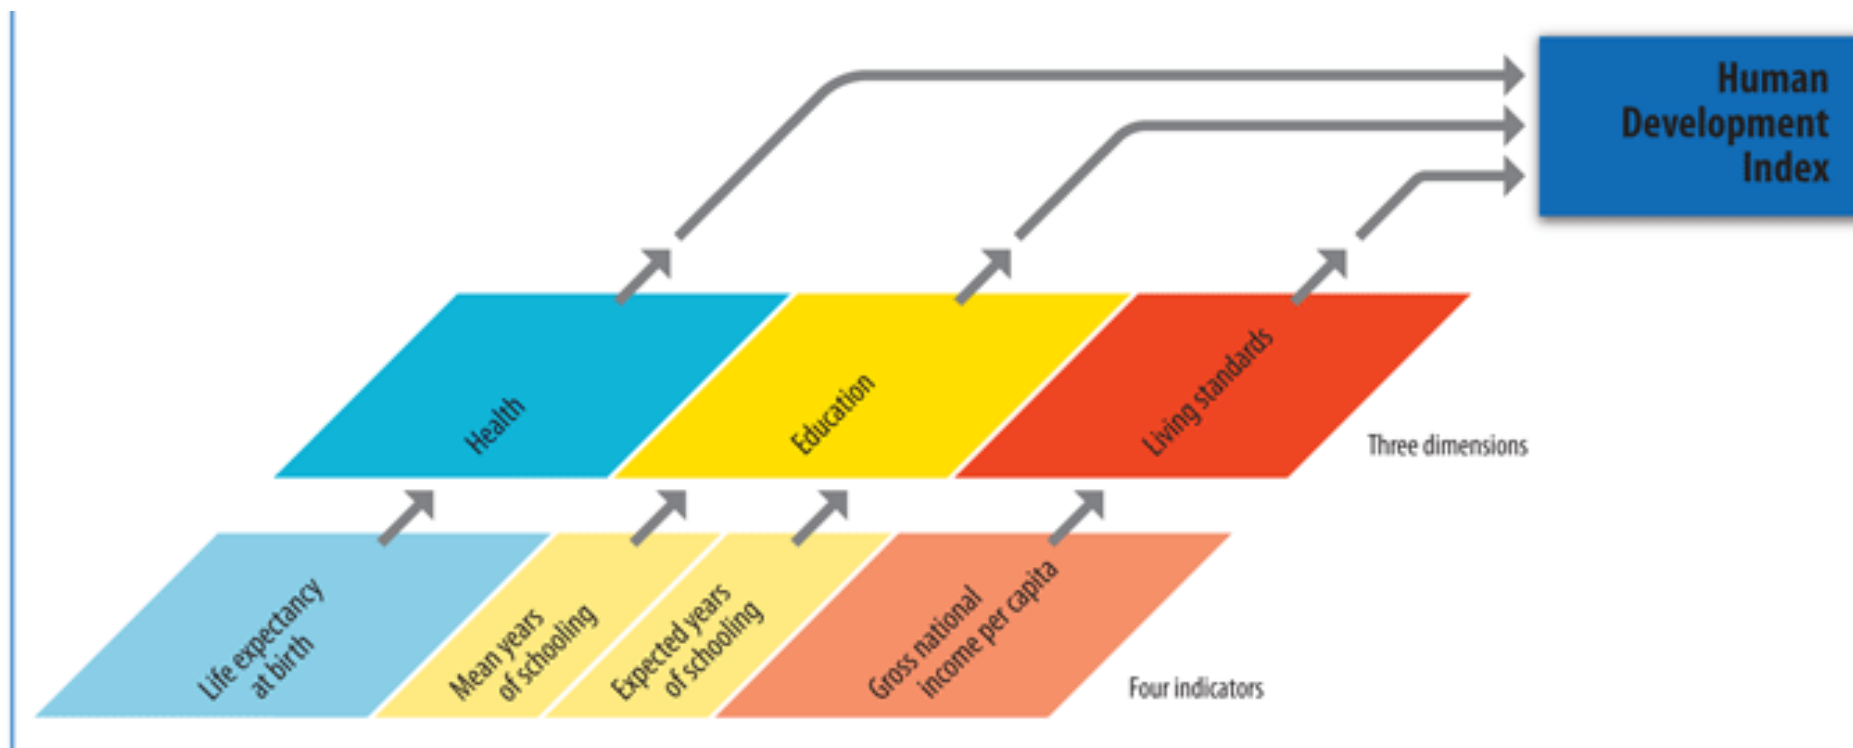 Human
Development
Index
Health
Education
Living standards
Three dimensions
Life expectancy
at birth
Mean years
of schooling
Expected years
of schooling
Gross national
income per capita
Four indicators